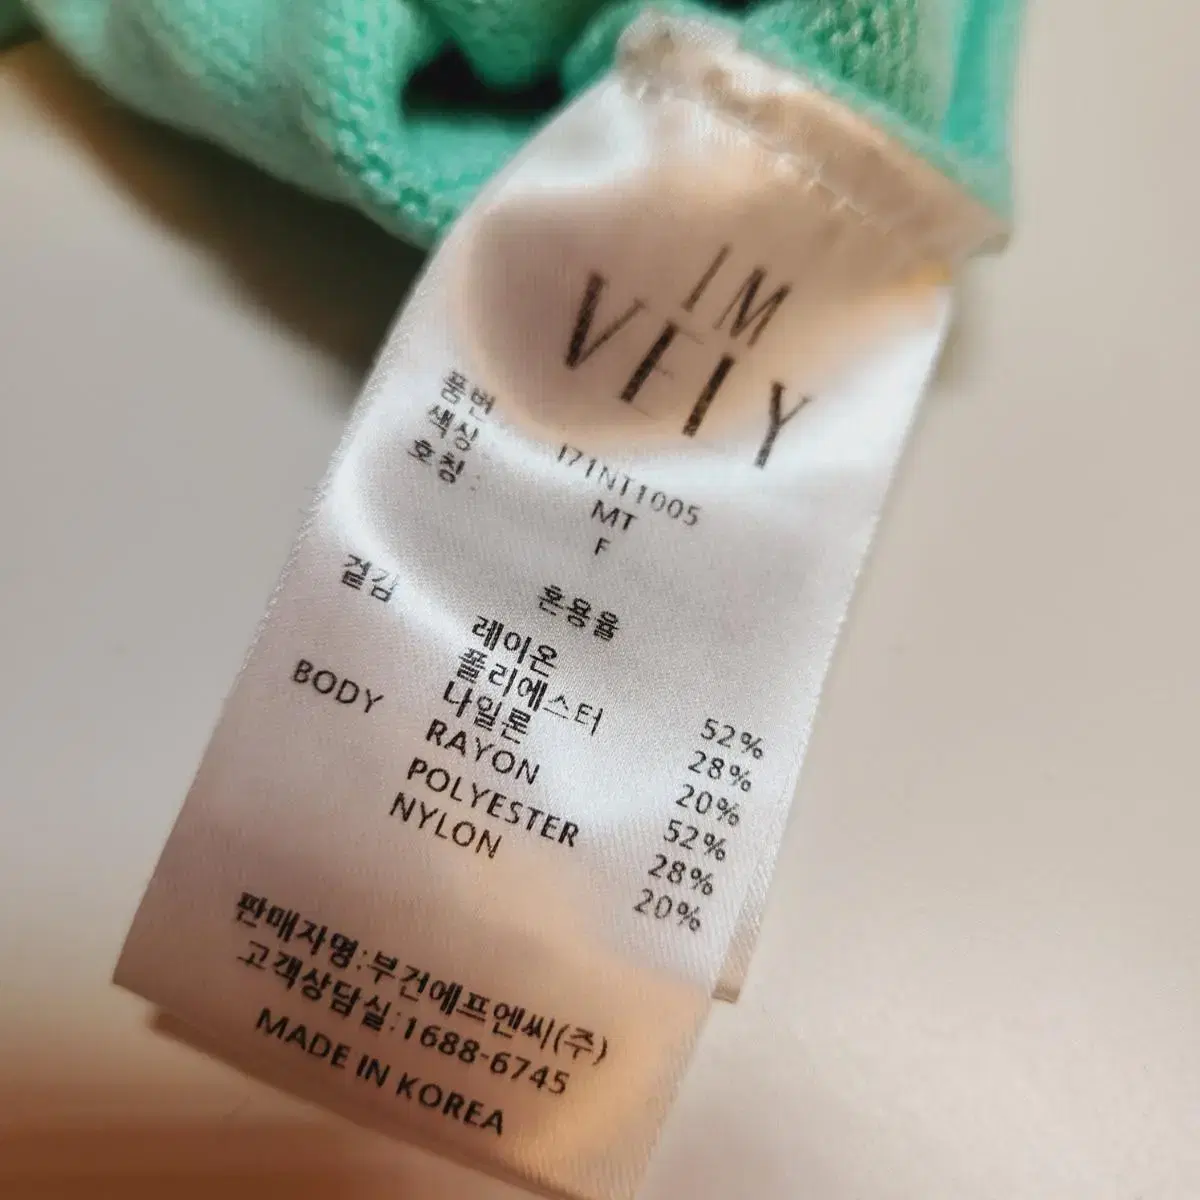 IM
VELY
품번
I71NT1005
색상
MT
호칭 :
F
혼용율
겉감
레이온 52%
폴리에스터 28%
나일론 20%
BODY RAYON 52%
POLYESTER 28%
NYLON 20%
판매자명:부건에프엔씨(주)
고객상담실:1688-6745
MADE IN KOREA